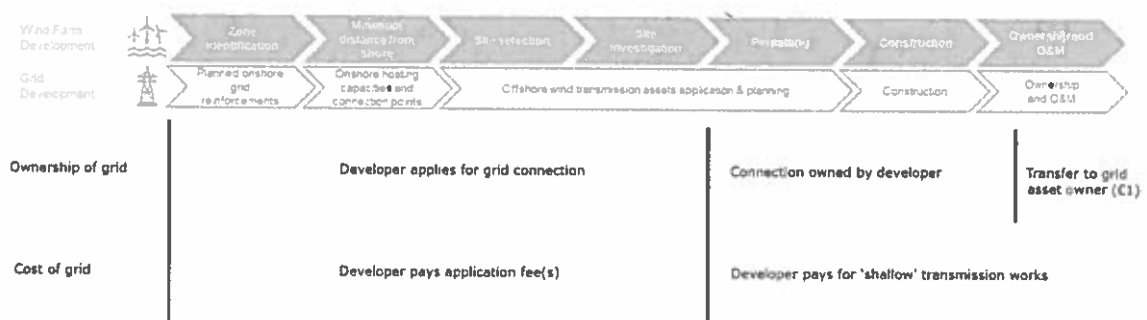 Wind Farm
Development
Zone
identification
Minimum
distance from
shore
Site selection
Site
investigation
Permitting
Construction
Ownership and
O&M
Grid
Development
Planned onshore
grid
reinforcements
Onshore hosting
capacities and
connection points
Offshore wind transmission assets application & planning
Construction
Ownership
and O&M
Ownership of grid
Developer applies for grid connection
Connection owned by developer
Transfer to grid
asset owner (C1)
Cost of grid
Developer pays application fee(s)
Developer pays for 'shallow' transmission works